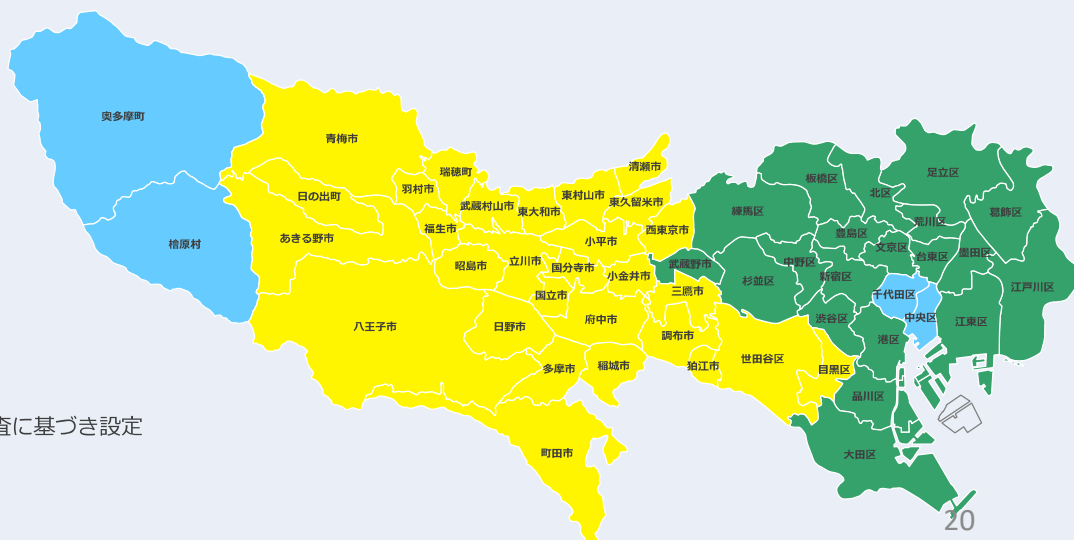 奥多摩町
檜原村
青梅市
日の出町
あきる野市
八王子市
瑞穂町
羽村市
福生市
昭島市
武蔵村山市
東大和市
立川市
国立市
日野市
多摩市
町田市
清瀬市
東村山市
東久留米市
西東京市
小平市
国分寺市
小金井市
府中市
稲城市
武蔵野市
三鷹市
調布市
狛江市
練馬区
板橋区
北区
足立区
葛飾区
荒川区
豊島区
文京区
台東区
墨田区
江戸川区
中野区
杉並区
新宿区
千代田区
中央区
江東区
渋谷区
港区
世田谷区
目黒区
品川区
大田区
査に基づき設定
20